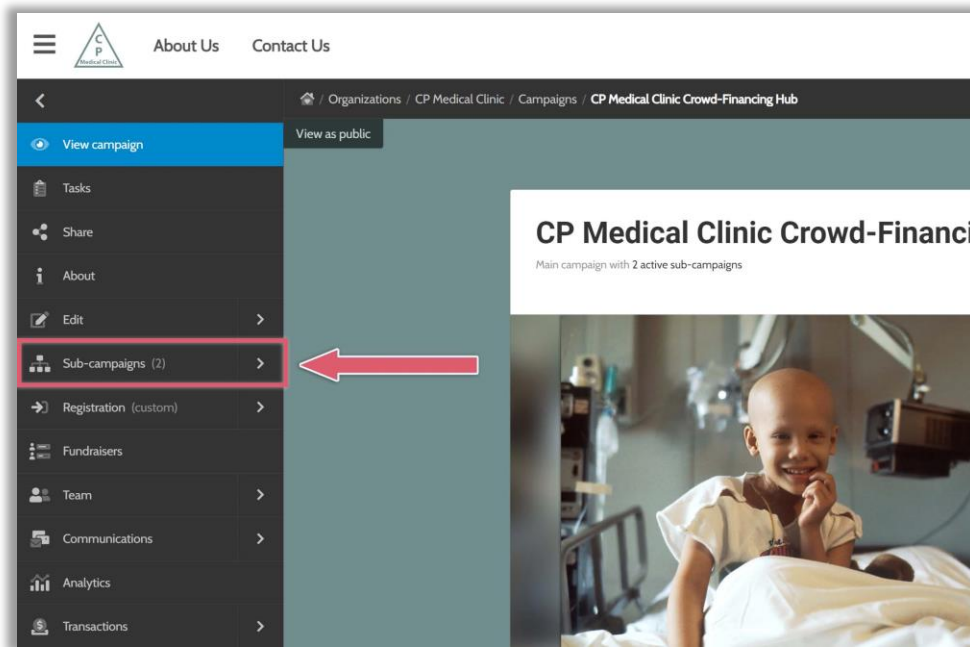 C
P
Medical Clinic
About Us
Contact Us
/ Organizations / CP Medical Clinic / Campaigns / CP Medical Clinic Crowd-Financing Hub
View campaign
View as public
Tasks
Share
CP Medical Clinic Crowd-Financi
Main campaign with 2 active sub-campaigns
About
Edit
Sub-campaigns (2)
Registration (custom)
Fundraisers
Team
Communications
Analytics
Transactions